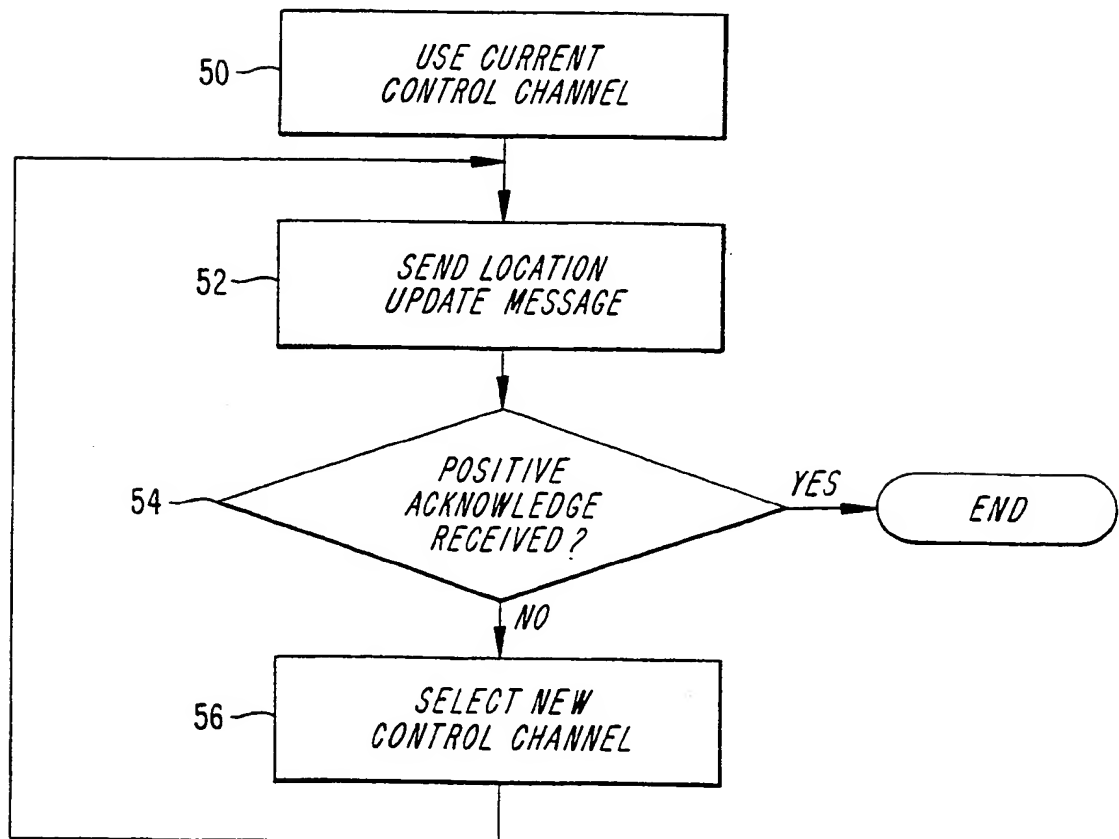 USE CURRENT
CONTROL CHANNEL
50
SEND LOCATION
UPDATE MESSAGE
52
POSITIVE
ACKNOWLEDGE
RECEIVED?
54
YES
END
NO
SELECT NEW
CONTROL CHANNEL
56